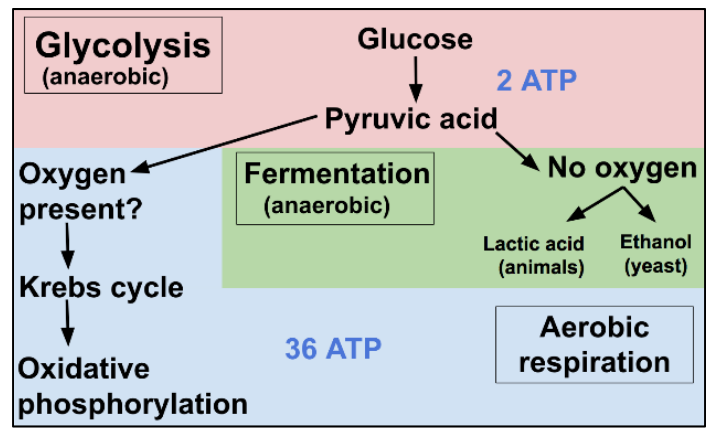 Glycolysis
(anaerobic)
Glucose
2 ATP
Pyruvic acid
Oxygen
present?
Fermentation
(anaerobic)
No oxygen
Lactic acid
(animals)
Ethanol
(yeast)
Krebs cycle
36 ATP
Aerobic
respiration
Oxidative
phosphorylation